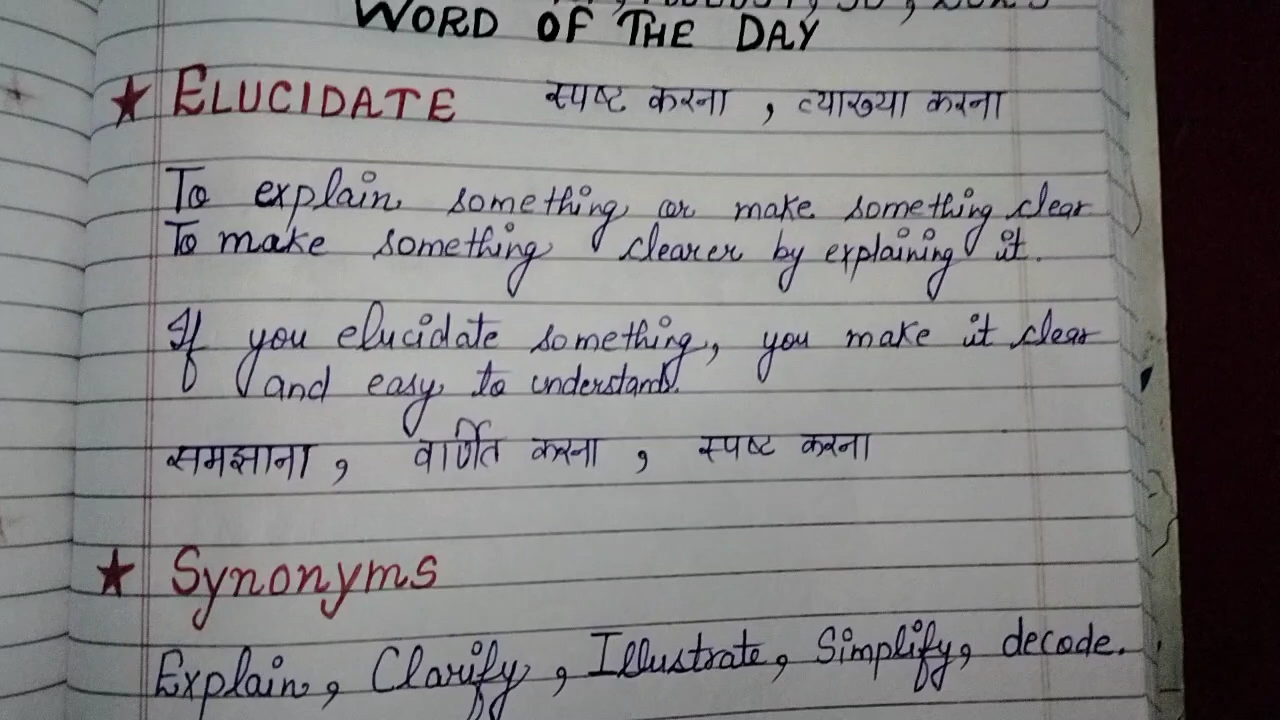 WORD OF THE DAY
★ ELUCIDATE स्पष्ट करना , व्याख्या करना
To explain something or make something clear
To make something clearer by explaining it.
If you elucidate something, you make it clear
and easy to understand.
समझाना , वार्णित करना , स्पष्ट करना
★ Synonyms
Explain, Clarify, Illustrate, Simplify, decode.